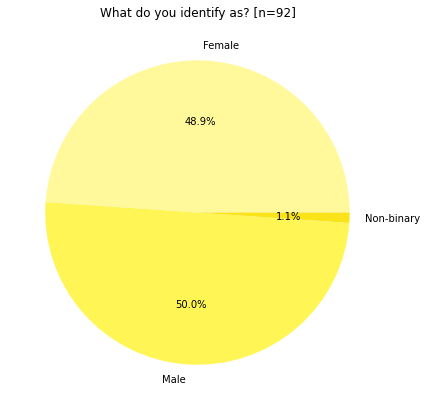 What do you identify as? [n=92]
Female
48.9%
1.1%
Non-binary
50.0%
Male